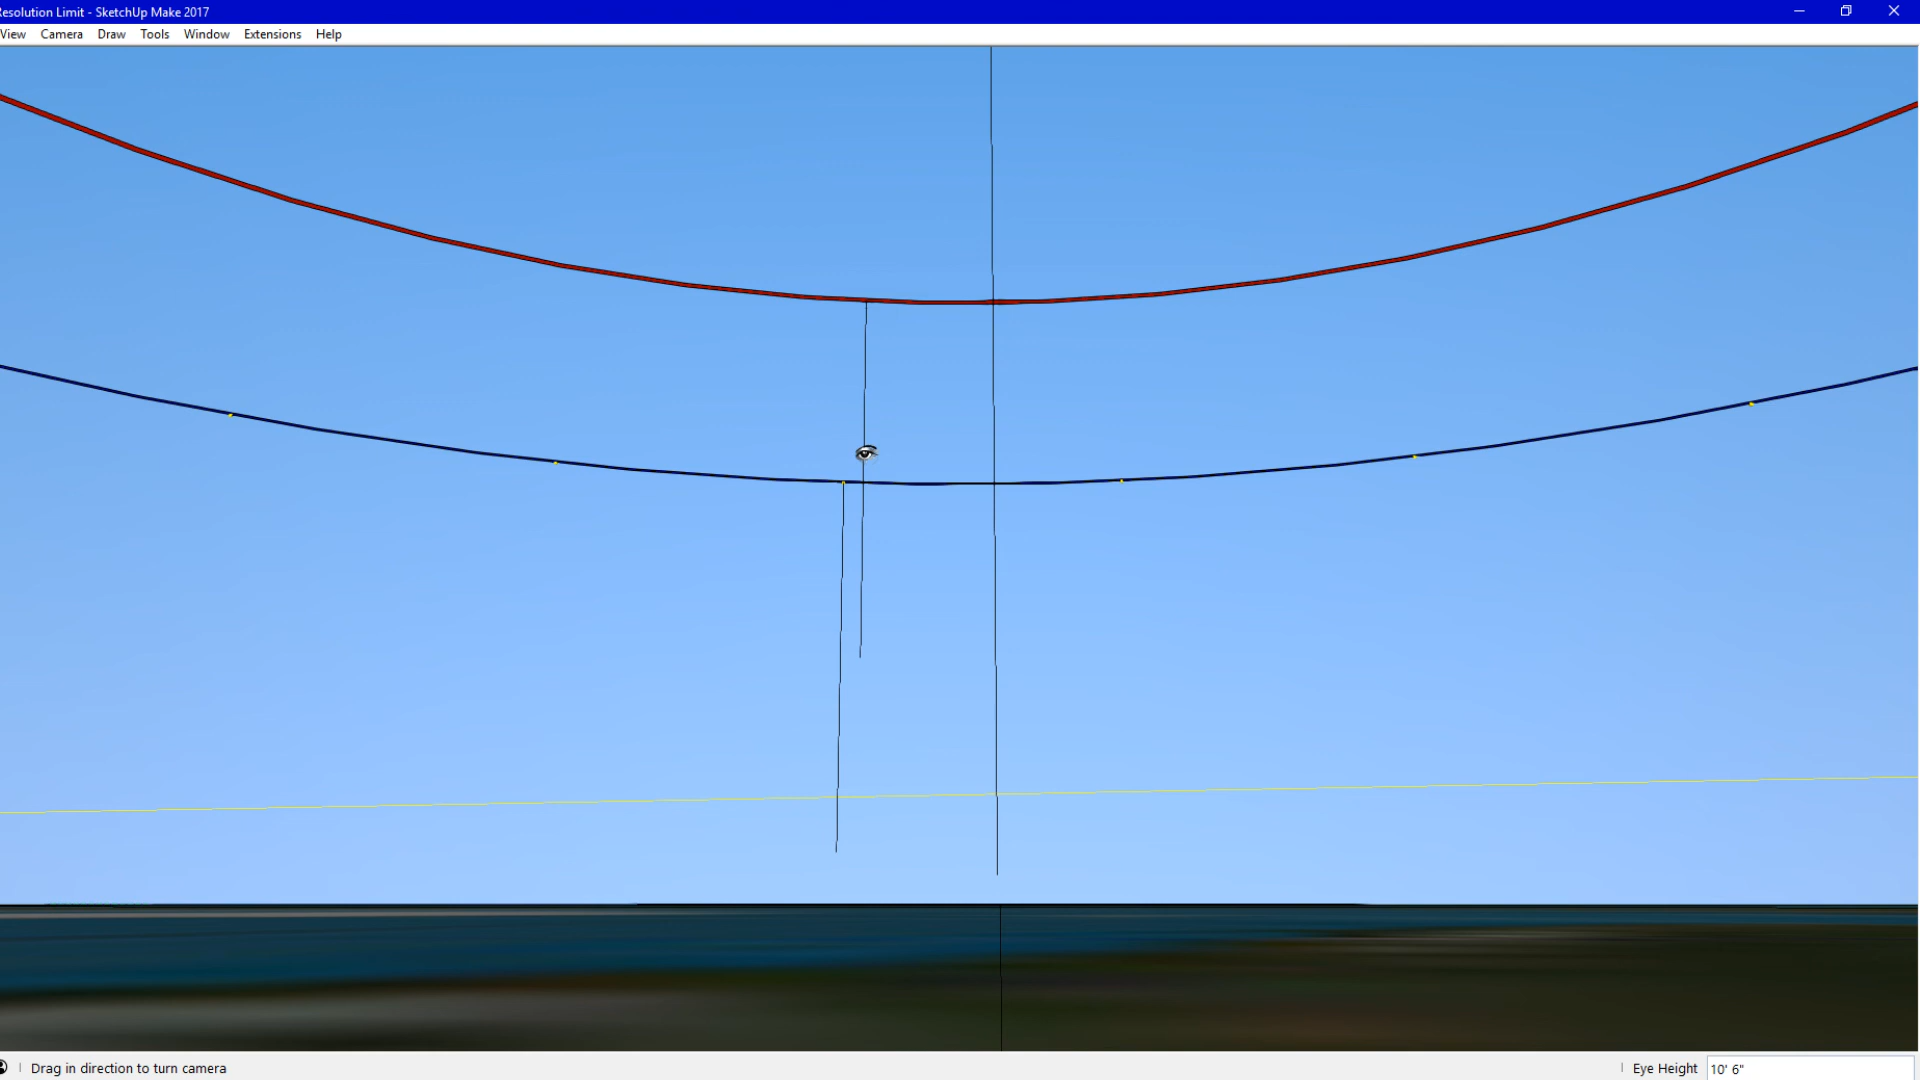 Resolution Limit - SketchUp Make 2017
View Camera Draw Tools Window Extensions Help
Drag in direction to turn camera
Eye Height 10' 6"